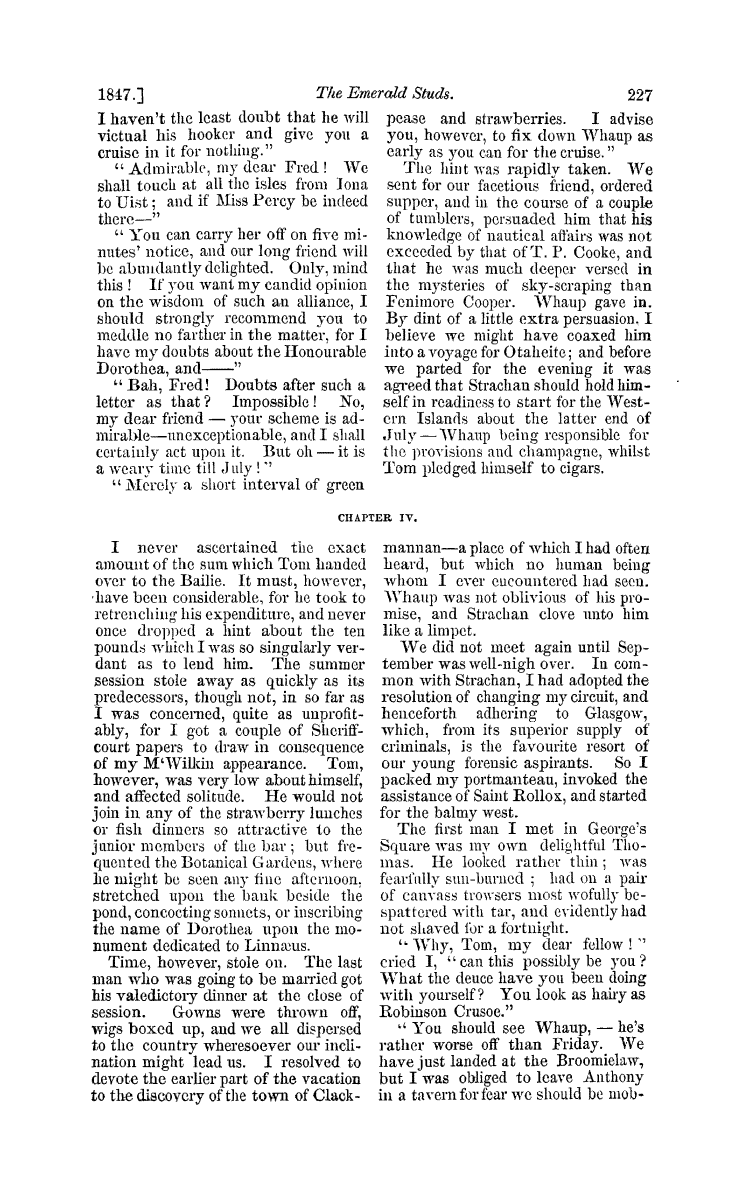 1847.] The Emerald Studs. 227
I haven't the least doubt that he will
victual his hooker and give you a
cruise in it for nothing."
"Admirable, my dear Fred! We
shall touch at all the isles from Iona
to Uist; and if Miss Percy be indeed
there—"
"You can carry her off on five mi-
nutes' notice, and our long friend will
be abundantly delighted. Only, mind
this! If you want my candid opinion
on the wisdom of such an alliance, I
should strongly recommend you to
meddle no farther in the matter, for I
have my doubts about the Honourable
Dorothea, and——"
"Bah, Fred! Doubts after such a
letter as that? Impossible! No,
my dear friend — your scheme is ad-
mirable—unexceptionable, and I shall
certainly act upon it. But oh — it is
a weary time till July!"
"Merely a short interval of green
pease and strawberries. I advise
you, however, to fix down Whaup as
early as you can for the cruise."
The hint was rapidly taken. We
sent for our facetious friend, ordered
supper, and in the course of a couple
of tumblers, persuaded him that his
knowledge of nautical affairs was not
exceeded by that of T. P. Cooke, and
that he was much deeper versed in
the mysteries of sky-scraping than
Fenimore Cooper. Whaup gave in.
By dint of a little extra persuasion, I
believe we might have coaxed him
into a voyage for Otaheite; and before
we parted for the evening it was
agreed that Strachan should hold him-
self in readiness to start for the West-
ern Islands about the latter end of
July — Whaup being responsible for
the provisions and champagne, whilst
Tom pledged himself to cigars.
CHAPTER IV.
I never ascertained the exact
amount of the sum which Tom handed
over to the Bailie. It must, however,
have been considerable, for he took to
retrenching his expenditure, and never
once dropped a hint about the ten
pounds which I was so singularly ver-
dant as to lend him. The summer
session stole away as quickly as its
predecessors, though not, in so far as
I was concerned, quite as unprofit-
ably, for I got a couple of Sheriff-
court papers to draw in consequence
of my M'Wilkin appearance. Tom,
however, was very low about himself,
and affected solitude. He would not
join in any of the strawberry lunches
or fish dinners so attractive to the
junior members of the bar; but fre-
quented the Botanical Gardens, where
he might be seen any fine afternoon,
stretched upon the bank beside the
pond, concocting sonnets, or inscribing
the name of Dorothea upon the mo-
nument dedicated to Linnæus.
Time, however, stole on. The last
man who was going to be married got
his valedictory dinner at the close of
session. Gowns were thrown off,
wigs boxed up, and we all dispersed
to the country wheresoever our incli-
nation might lead us. I resolved to
devote the earlier part of the vacation
to the discovery of the town of Clack-
mannan—a place of which I had often
heard, but which no human being
whom I ever encountered had seen.
Whaup was not oblivious of his pro-
mise, and Strachan clove unto him
like a limpet.
We did not meet again until Sep-
tember was well-nigh over. In com-
mon with Strachan, I had adopted the
resolution of changing my circuit, and
henceforth adhering to Glasgow,
which, from its superior supply of
criminals, is the favourite resort of
our young forensic aspirants. So I
packed my portmanteau, invoked the
assistance of Saint Rollox, and started
for the balmy west.
The first man I met in George's
Square was my own delightful Tho-
mas. He looked rather thin; was
fearfully sun-burned; had on a pair
of canvass trowsers most wofully be-
spattered with tar, and evidently had
not shaved for a fortnight.
"Why, Tom, my dear fellow!"
cried I, "can this possibly be you?
What the deuce have you been doing
with yourself? You look as hairy as
Robinson Crusoe."
"You should see Whaup, — he's
rather worse off than Friday. We
have just landed at the Broomielaw,
but I was obliged to leave Anthony
in a tavern for fear we should be mob-